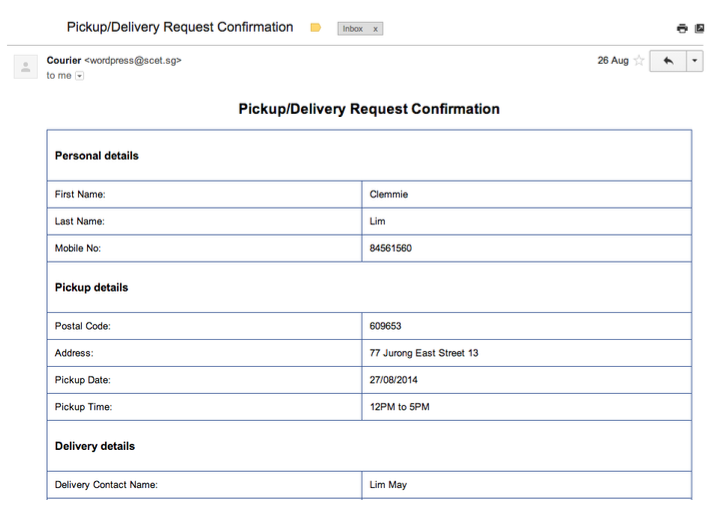 Pickup/Delivery Request Confirmation
Inbox x
Courier <wordpress@scet.sg>
26 Aug
to me
Pickup/Delivery Request Confirmation
Personal details
First Name: Clemmie
Last Name: Lim
Mobile No: 84561560
Pickup details
Postal Code: 609653
Address: 77 Jurong East Street 13
Pickup Date: 27/08/2014
Pickup Time: 12PM to 5PM
Delivery details
Delivery Contact Name: Lim May